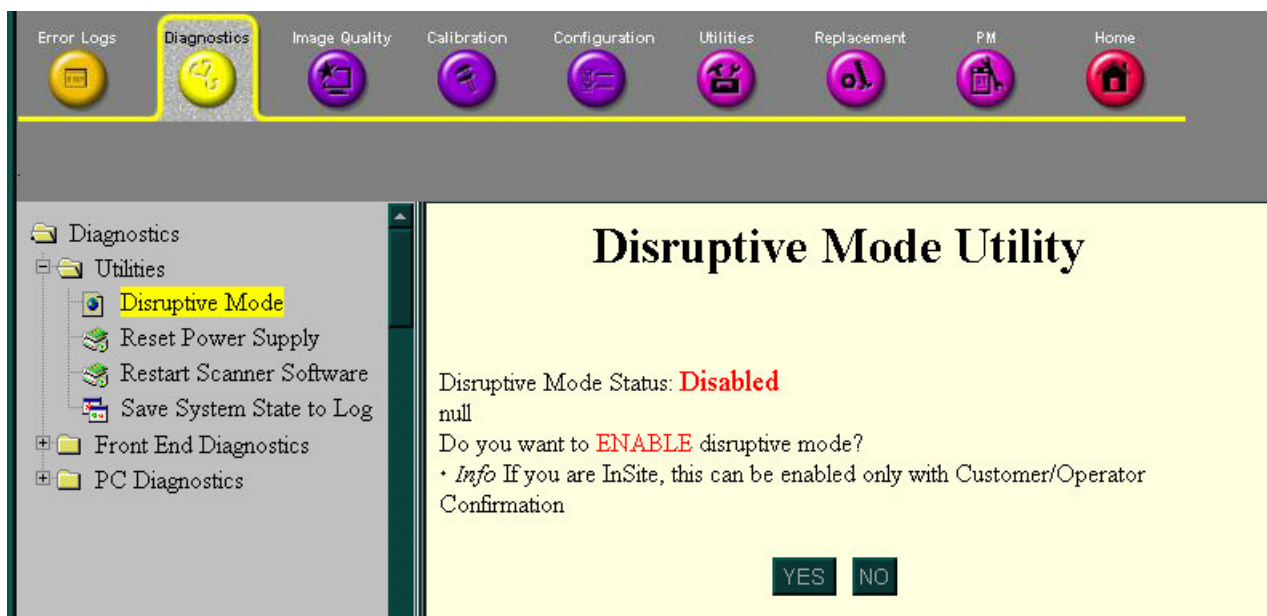 Error Logs
Diagnostics
Image Quality
Calibration
Configuration
Utilities
Replacement
PM
Home
Diagnostics
Utilities
Disruptive Mode
Reset Power Supply
Restart Scanner Software
Save System State to Log
Front End Diagnostics
PC Diagnostics
Disruptive Mode Utility
Disruptive Mode Status: Disabled
null
Do you want to ENABLE disruptive mode?
· Info If you are InSite, this can be enabled only with Customer/Operator
Confirmation
YES NO